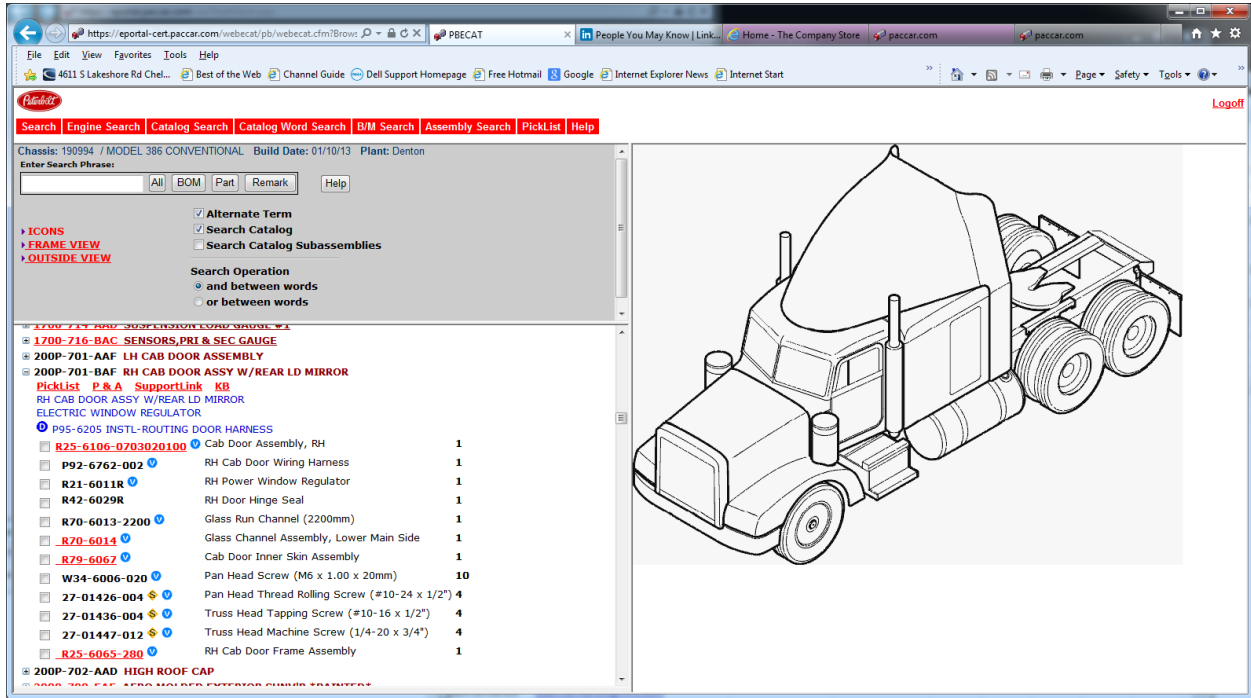 https://eportal-cert.paccar.com/webecat/pb/webecat.cfm?Brow:
PBECAT
People You May Know | Link...
Home - The Company Store
paccar.com
paccar.com
File Edit View Favorites Tools Help
4611 S Lakeshore Rd Chel...
Best of the Web
Channel Guide
Dell Support Homepage
Free Hotmail
Google
Internet Explorer News
Internet Start
Page
Safety
Tools
Peterbilt
Logoff
Search Engine Search Catalog Search Catalog Word Search B/M Search Assembly Search PickList Help
Chassis: 190994 / MODEL 386 CONVENTIONAL Build Date: 01/10/13 Plant: Denton
Enter Search Phrase:
All BOM Part Remark Help
Alternate Term
ICONS
Search Catalog
FRAME VIEW
Search Catalog Subassemblies
OUTSIDE VIEW
Search Operation
and between words
or between words
1700-714-AAD SUSPENSION LOAD GAUGE #1
1700-716-BAC SENSORS,PRI & SEC GAUGE
200P-701-AAF LH CAB DOOR ASSEMBLY
200P-701-BAF RH CAB DOOR ASSY W/REAR LD MIRROR
PickList P & A SupportLink KB
RH CAB DOOR ASSY W/REAR LD MIRROR
ELECTRIC WINDOW REGULATOR
D P95-6205 INSTL-ROUTING DOOR HARNESS
R25-6106-0703020100 V Cab Door Assembly, RH 1
P92-6762-002 V RH Cab Door Wiring Harness 1
R21-6011R V RH Power Window Regulator 1
R42-6029R RH Door Hinge Seal 1
R70-6013-2200 V Glass Run Channel (2200mm) 1
R70-6014 V Glass Channel Assembly, Lower Main Side 1
R79-6067 V Cab Door Inner Skin Assembly 1
W34-6006-020 V Pan Head Screw (M6 x 1.00 x 20mm) 10
27-01426-004 S V Pan Head Thread Rolling Screw (#10-24 x 1/2") 4
27-01436-004 S V Truss Head Tapping Screw (#10-16 x 1/2") 4
27-01447-012 S V Truss Head Machine Screw (1/4-20 x 3/4") 4
R25-6065-280 V RH Cab Door Frame Assembly 1
200P-702-AAD HIGH ROOF CAP